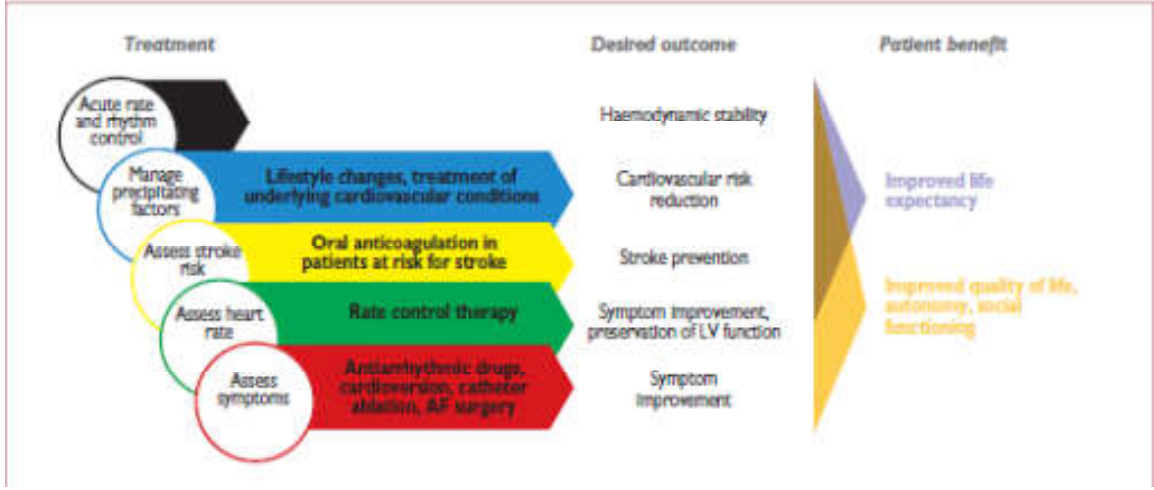 Treatment
Desired outcome
Patient benefit
Acute rate
and rhythm
control
Haemodynamic stability
Manage
precipitating
factors
Lifestyle changes, treatment of
underlying cardiovascular conditions
Cardiovascular risk
reduction
Improved life
expectancy
Assess stroke
risk
Oral anticoagulation in
patients at risk for stroke
Stroke prevention
Assess heart
rate
Rate control therapy
Symptom improvement,
preservation of LV function
Improved quality of life,
autonomy, social
functioning
Assess
symptoms
Antiarrhythmic drugs,
cardioversion, catheter
ablation, AF surgery
Symptom
improvement